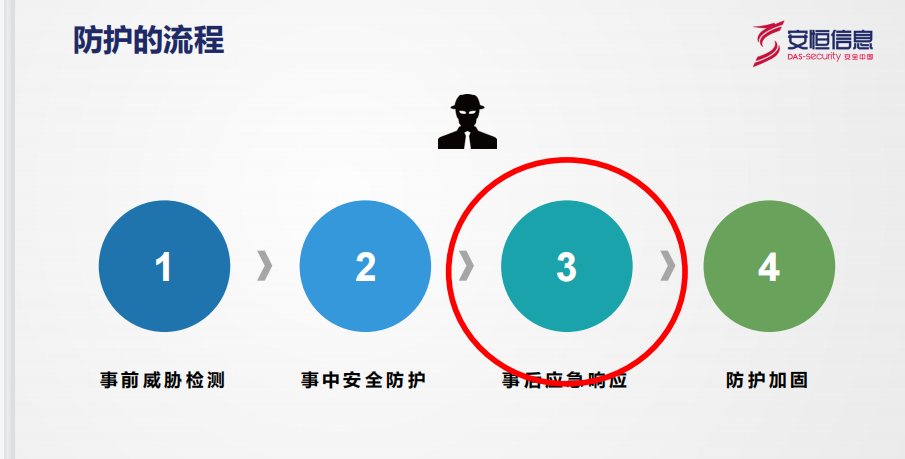 防护的流程
安恒信息
DAS-security 安全中国
1
2
3
4
事前威胁检测
事中安全防护
事后应急响应
防护加固